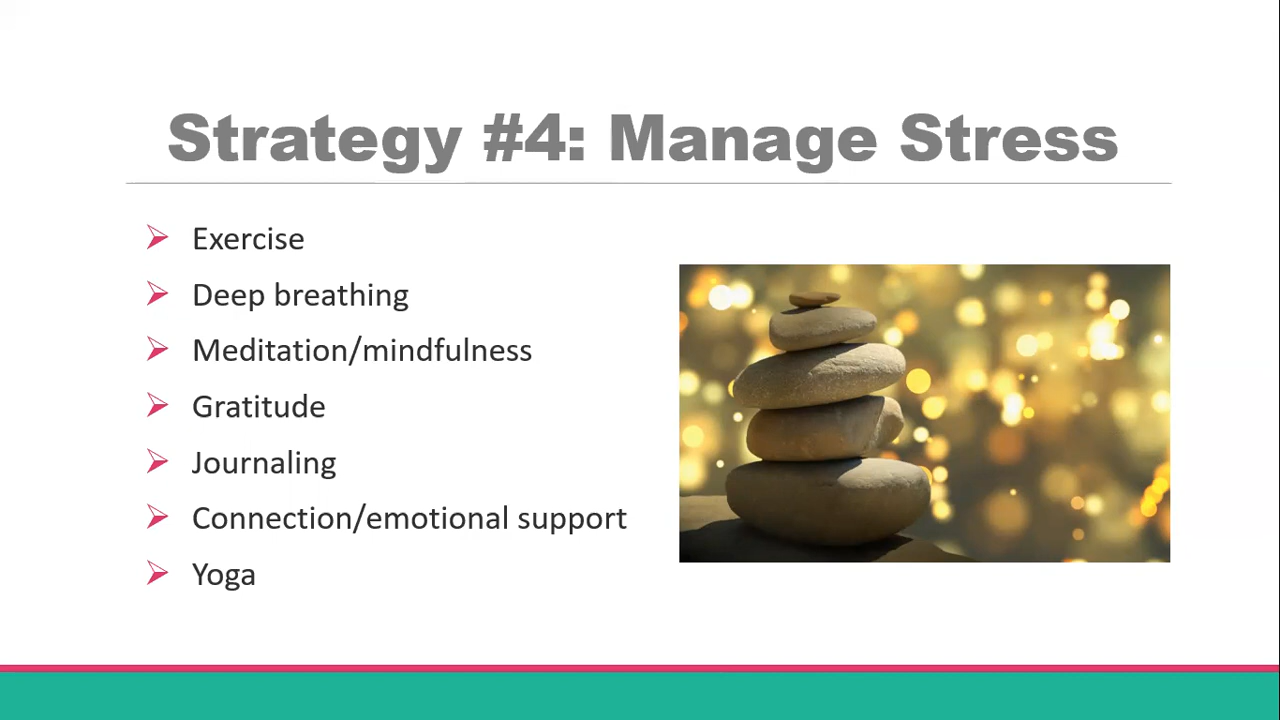 Strategy #4: Manage Stress
Exercise
Deep breathing
Meditation/mindfulness
Gratitude
Journaling
Connection/emotional support
Yoga